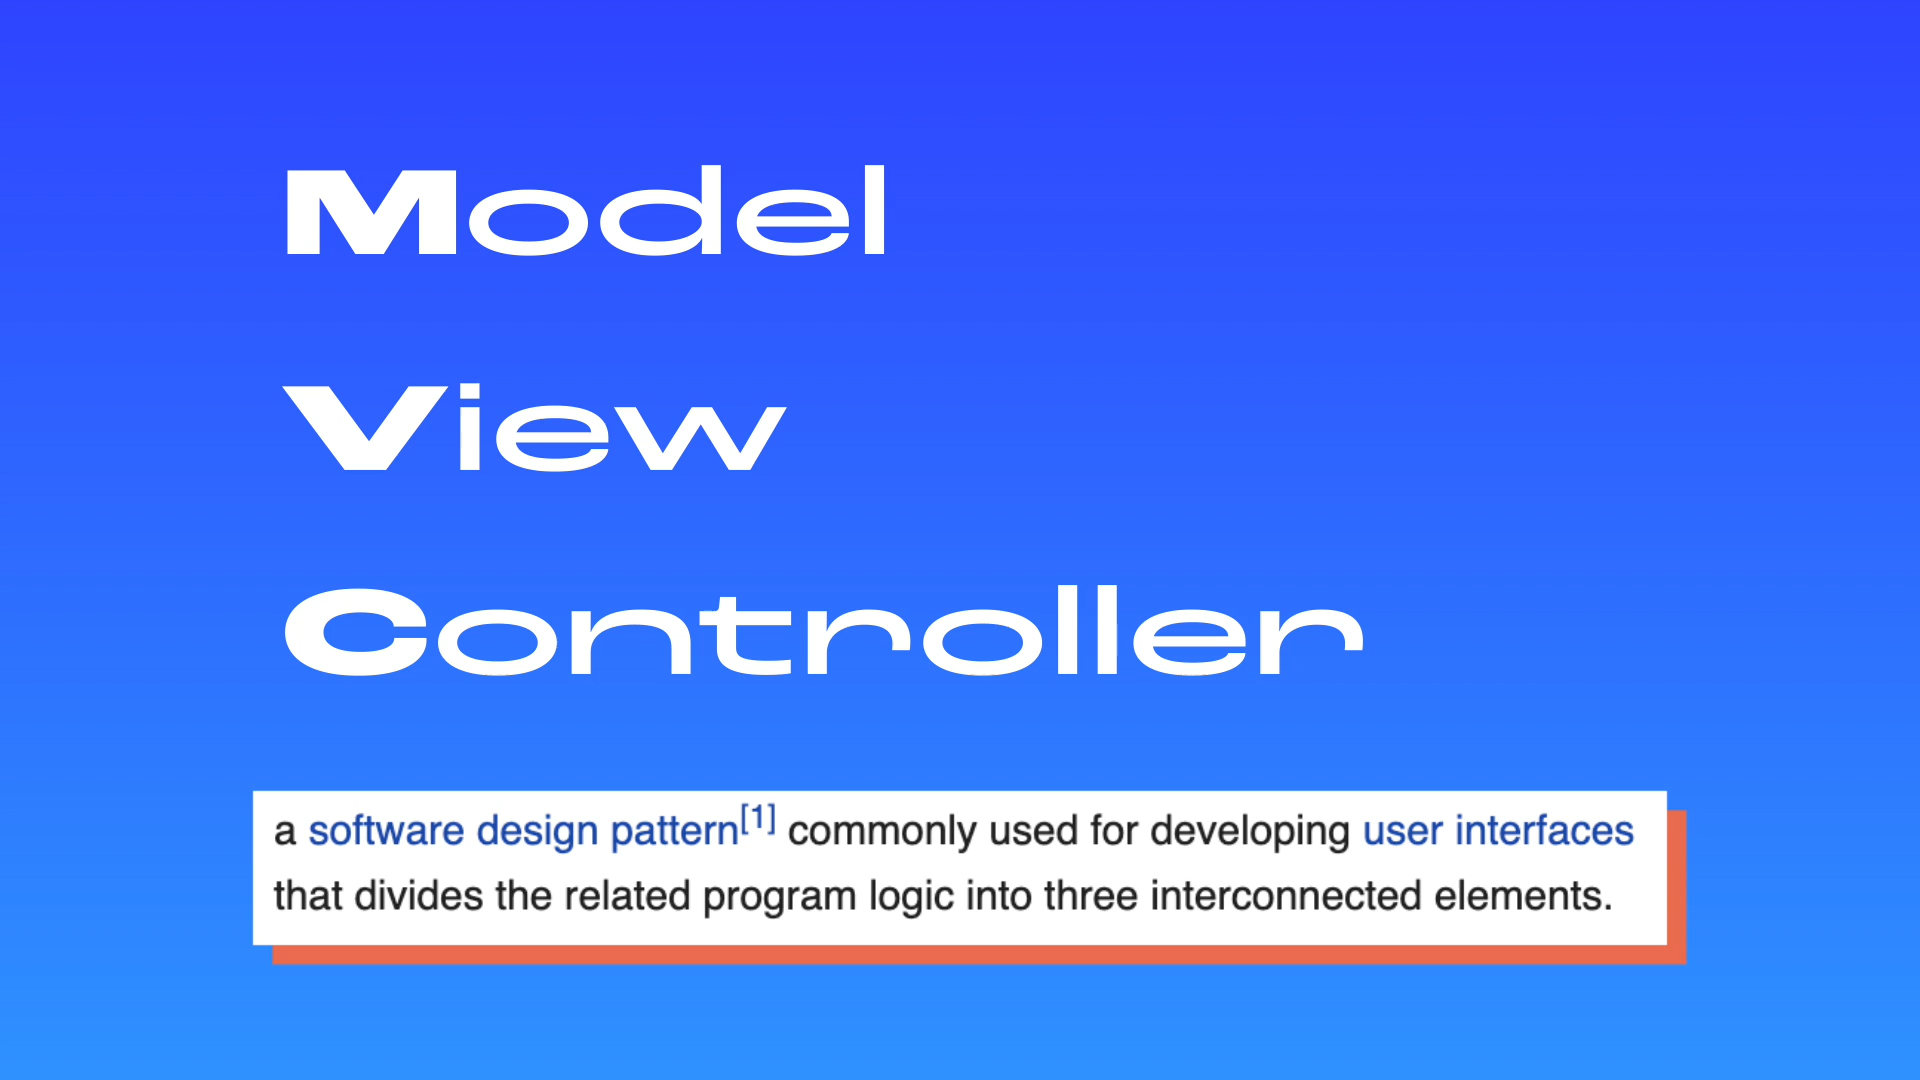 Model
View
Controller
a software design pattern[1] commonly used for developing user interfaces
that divides the related program logic into three interconnected elements.